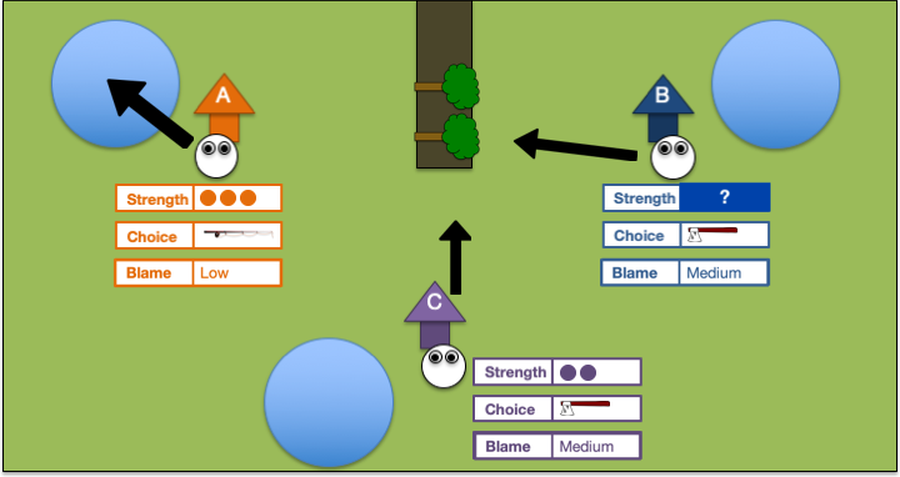 A
B
Strength
Choice
Blame Low
Strength ?
Choice
Blame Medium
C
Strength
Choice
Blame Medium